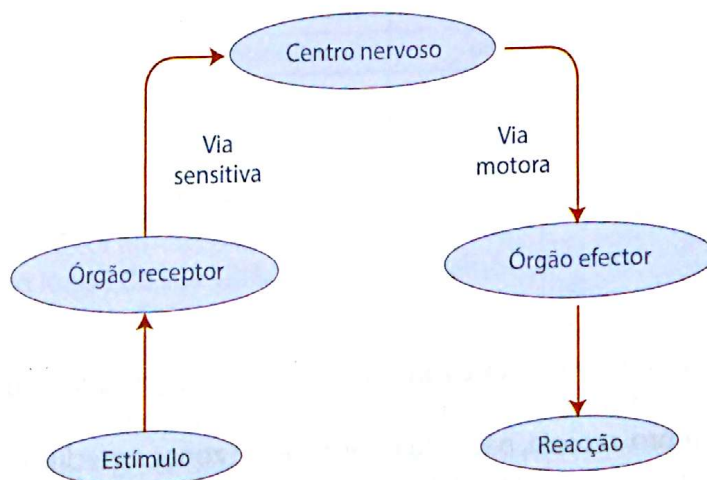 Centro nervoso
Via
sensitiva
Via
motora
Órgão receptor
Órgão efector
Estímulo
Reacção